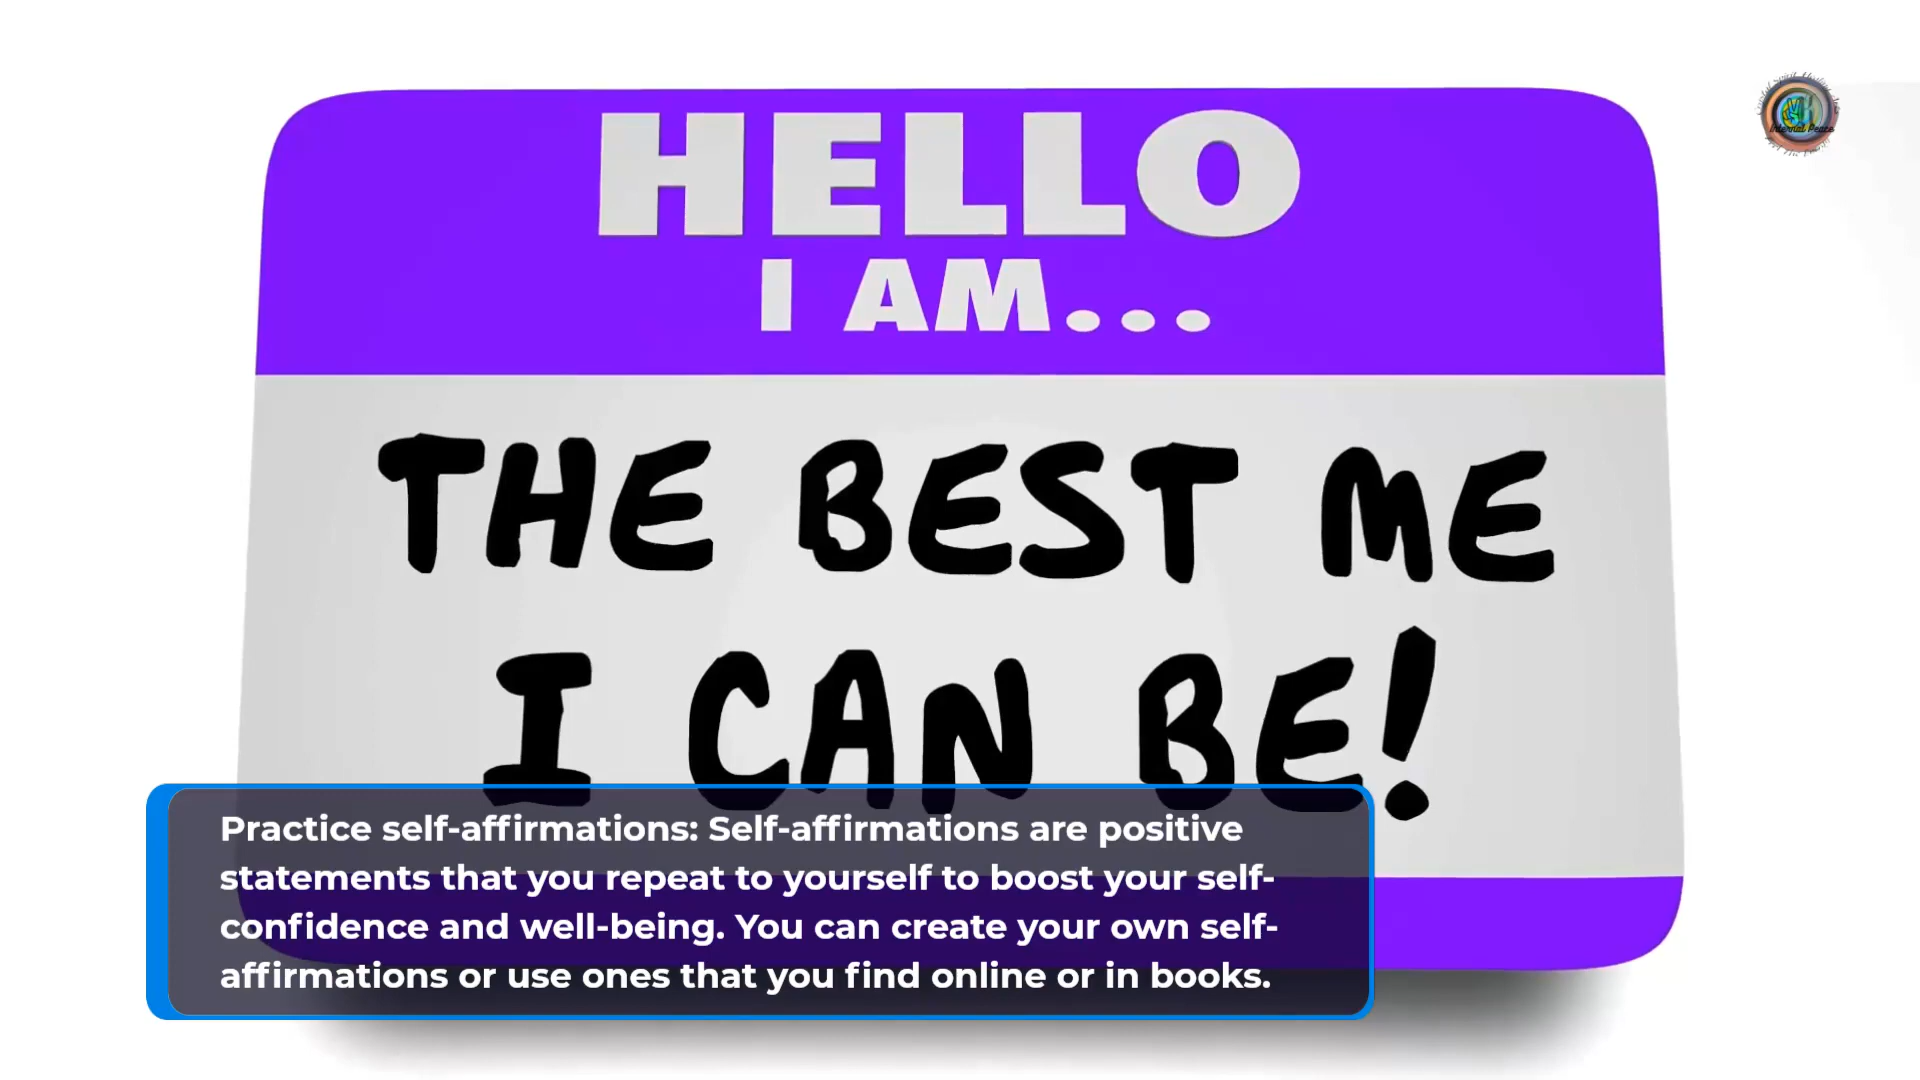 HELLO
I AM...
THE BEST ME
I CAN BE!
Internal Peace
Practice self-affirmations: Self-affirmations are positive
statements that you repeat to yourself to boost your self-
confidence and well-being. You can create your own self-
affirmations or use ones that you find online or in books.